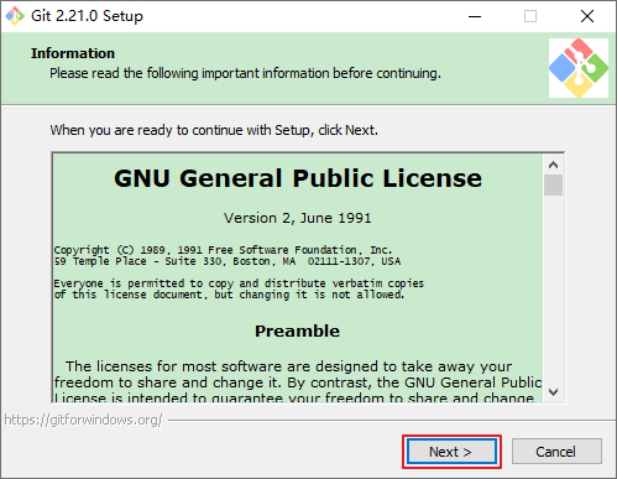 Git 2.21.0 Setup
Information
Please read the following important information before continuing.
When you are ready to continue with Setup, click Next.
GNU General Public License
Version 2, June 1991
Copyright (C) 1989, 1991 Free Software Foundation, Inc.
59 Temple Place - Suite 330, Boston, MA  02111-1307, USA
Everyone is permitted to copy and distribute verbatim copies
of this license document, but changing it is not allowed.
Preamble
The licenses for most software are designed to take away your
freedom to share and change it. By contrast, the GNU General Public
License is intended to guarantee your freedom to share and change
https://gitforwindows.org/
Next >
Cancel